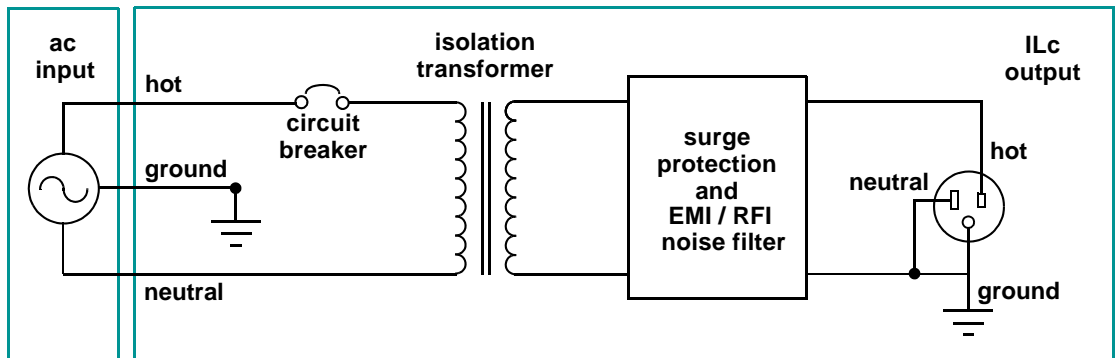 ac
input
hot
ground
neutral
circuit
breaker
isolation
transformer
surge
protection
and
EMI / RFI
noise filter
ILc
output
hot
neutral
ground